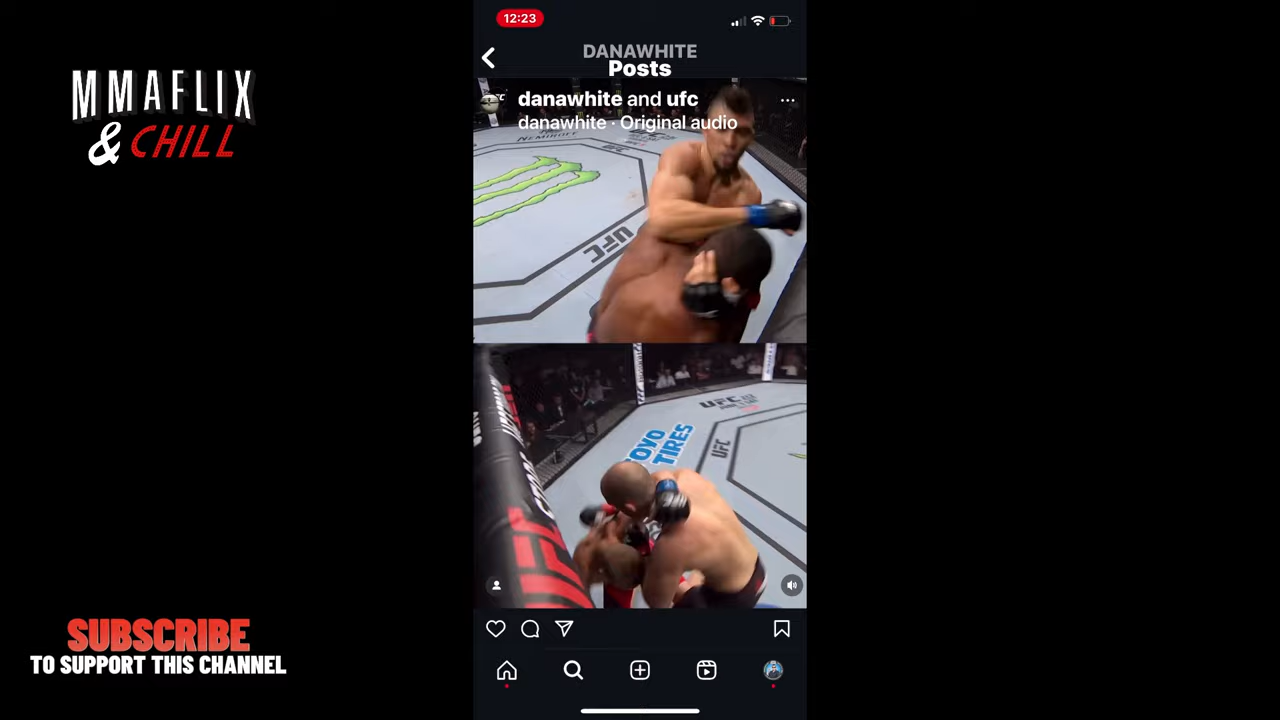 MMAFLIX
& CHILL
12:23
DANAWHITE
Posts
danawhite and ufc
danawhite · Original audio
UFC
TIRES
UFC
UFC
UFC
SUBSCRIBE
TO SUPPORT THIS CHANNEL